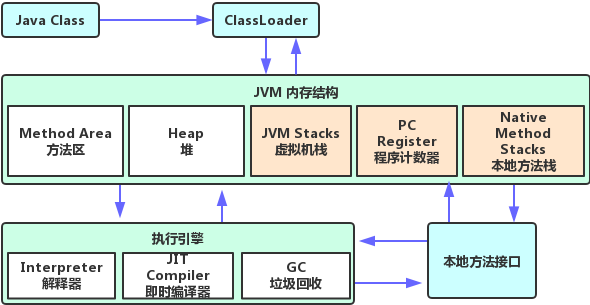 Java Class
ClassLoader
JVM 内存结构
Method Area
方法区
Heap
堆
JVM Stacks
虚拟机栈
PC
Register
程序计数器
Native
Method
Stacks
本地方法栈
执行引擎
Interpreter
解释器
JIT
Compiler
即时编译器
GC
垃圾回收
本地方法接口